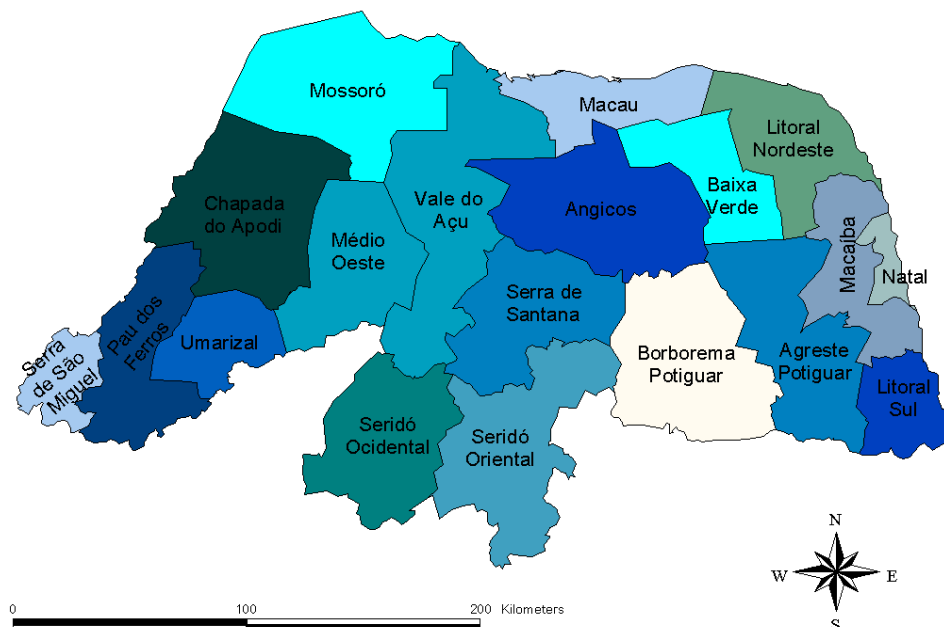 Mossoró
Macau
Litoral
Nordeste
Chapada
do Apodi
Vale do
Açu
Angicos
Baixa
Verde
Médio
Oeste
Macaiba
Natal
Pau dos
Ferros
Serra de
Santana
Umarizal
Serra
de São
Miguel
Borborema
Potiguar
Agreste
Potiguar
Litoral
Sul
Seridó
Ocidental
Seridó
Oriental
N
W
E
S
0
100
200
Kilometers